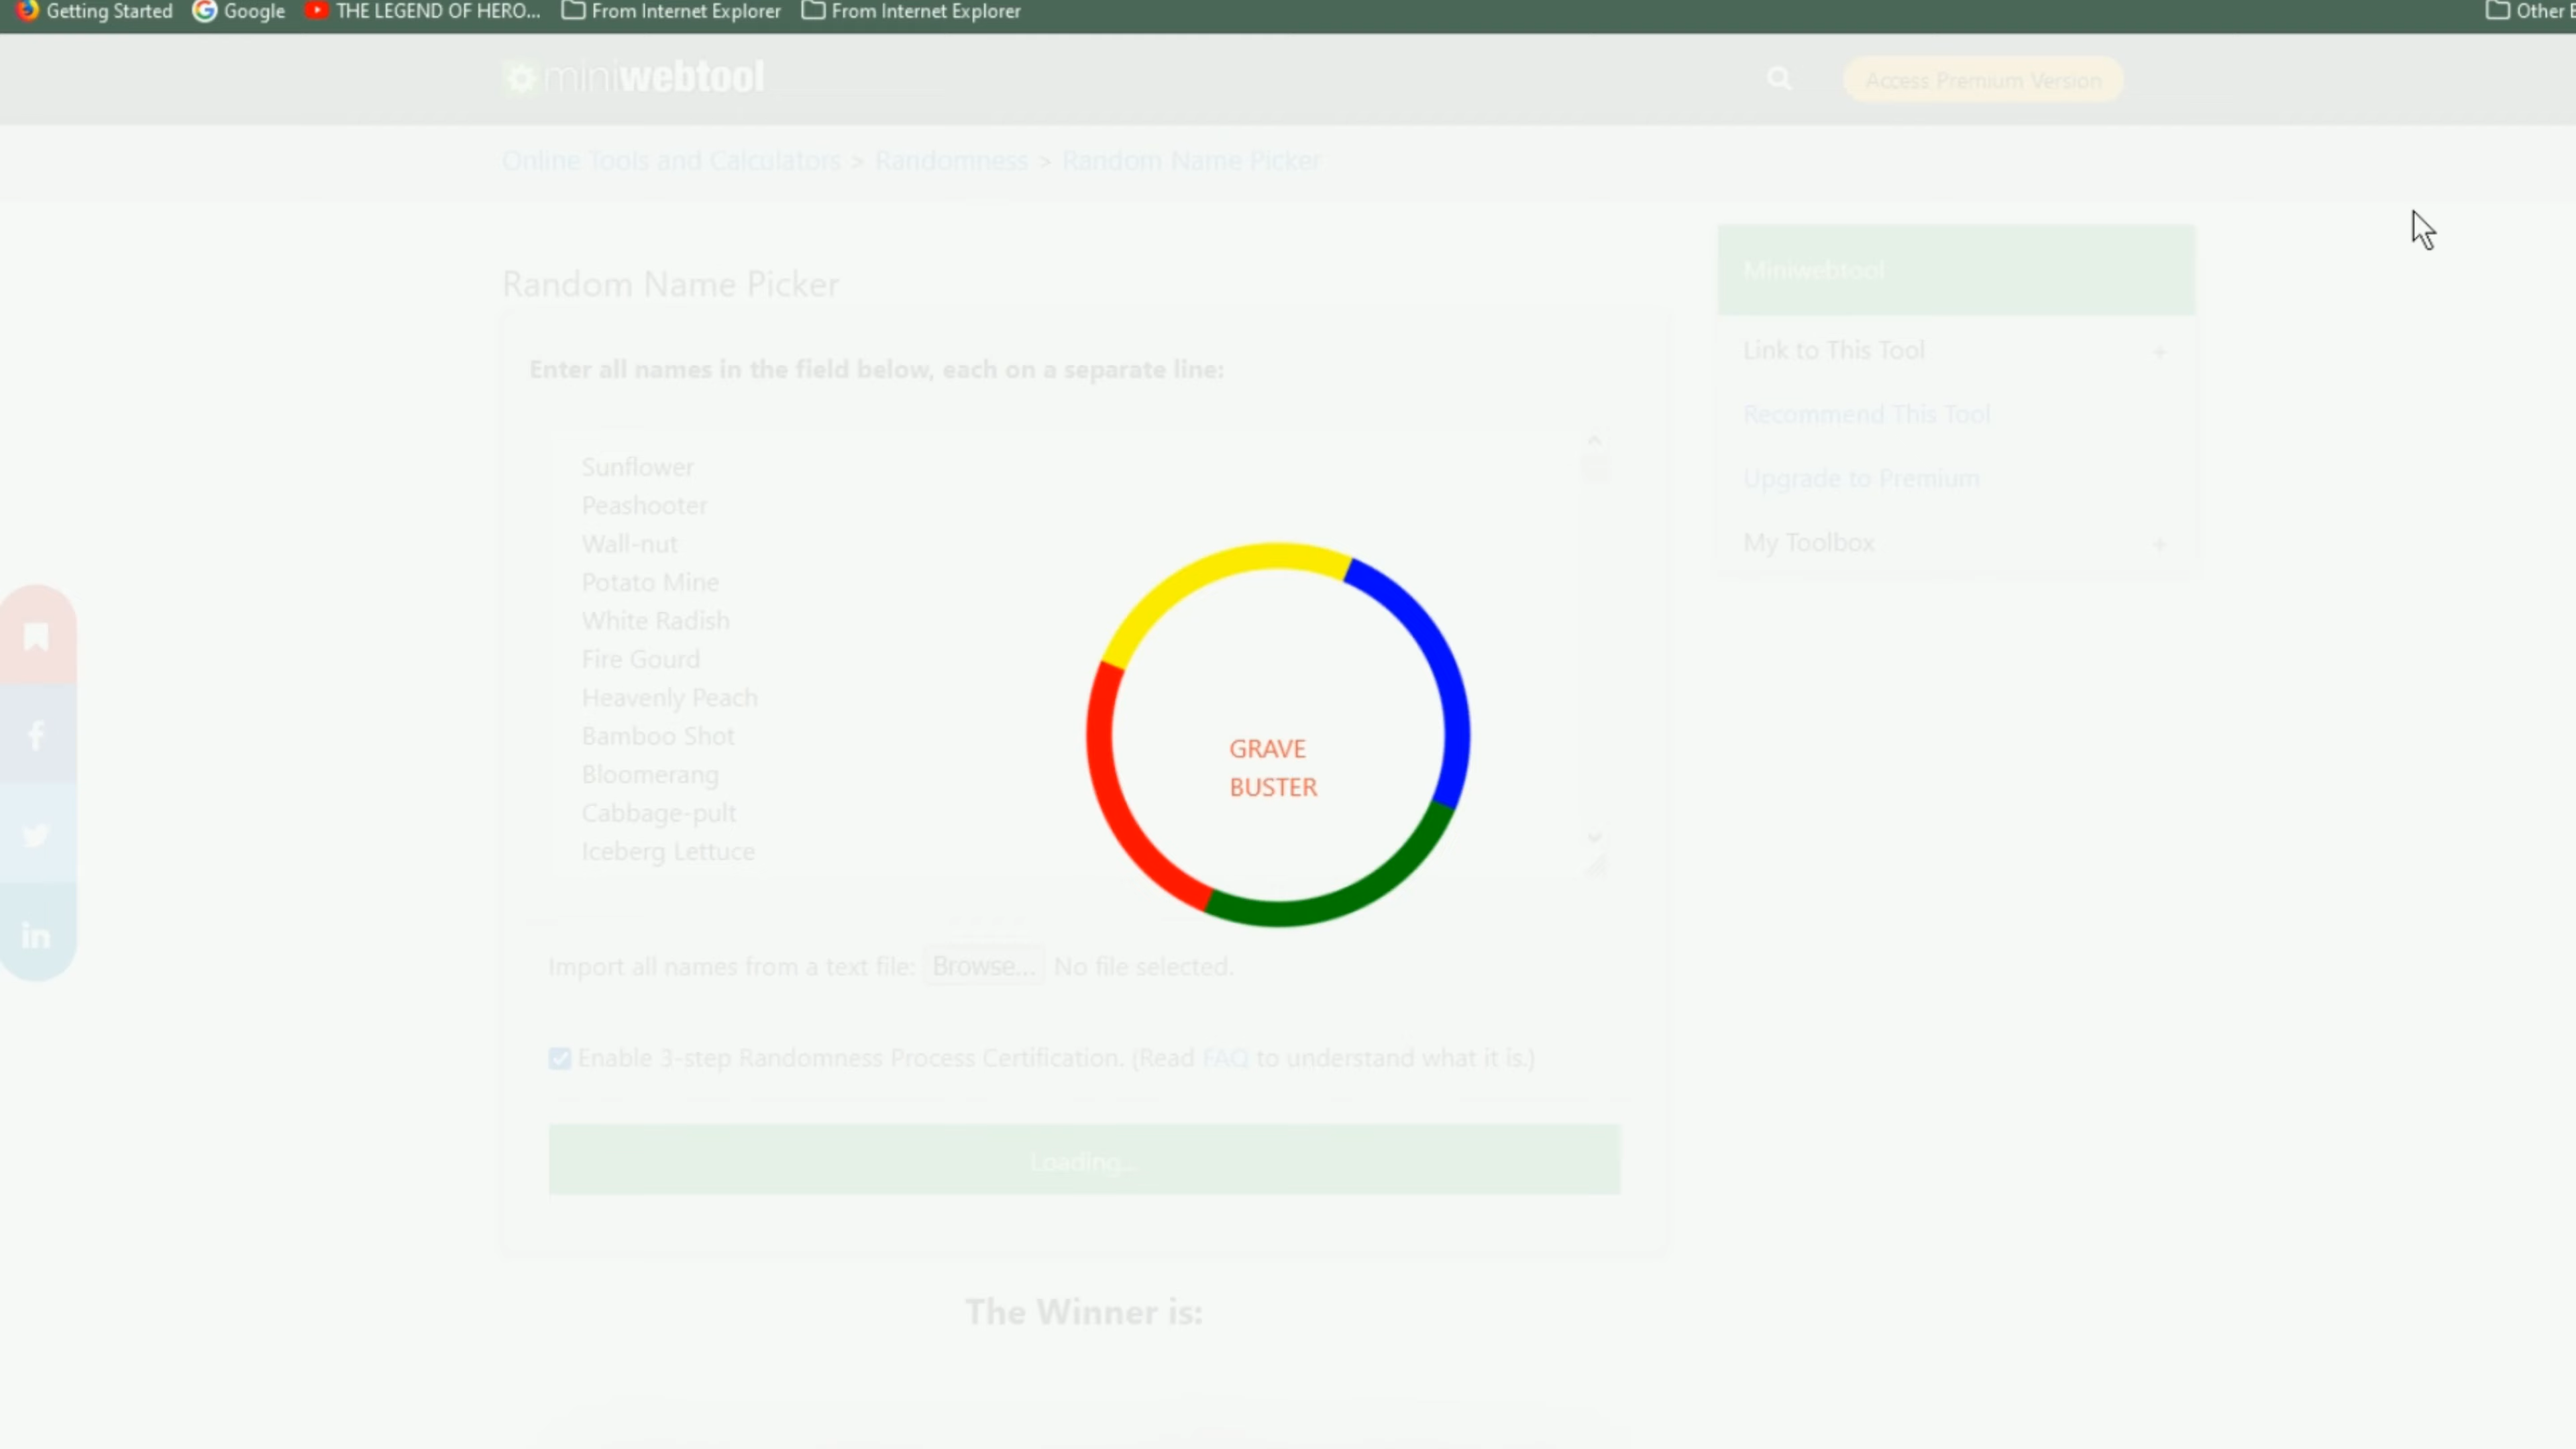 Getting Started Google THE LEGEND OF HERO... From Internet Explorer From Internet Explorer Other
miniwebtool Access Premium Version
Online Tools and Calculators > Randomness > Random Name Picker
Random Name Picker
Enter all names in the field below, each on a separate line:
Sunflower
Peashooter
Wall-nut
Potato Mine
White Radish
Fire Gourd
Heavenly Peach
Bamboo Shot
Bloomerang
Cabbage-pult
Iceberg Lettuce
GRAVE
BUSTER
Import all names from a text file: Browse... No file selected.
Enable 3-step Randomness Process Certification. (Read FAQ to understand what it is.)
Loading...
The Winner is:
Miniwebtool
Link to This Tool +
Recommend This Tool
Upgrade to Premium
My Toolbox +
f
in